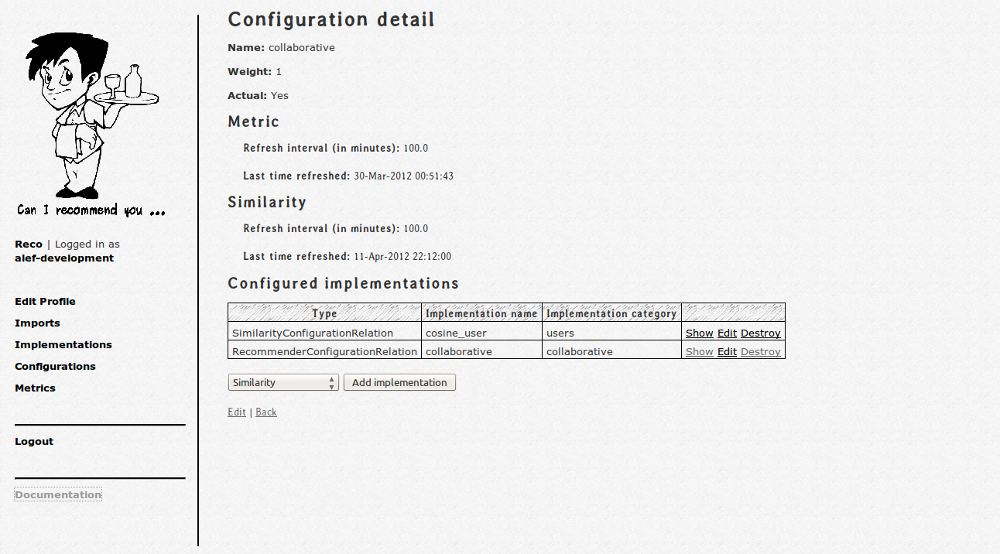 Can I recommend you ...
Reco | Logged in as
alef-development
Edit Profile
Imports
Implementations
Configurations
Metrics
Logout
Documentation
Configuration detail
Name: collaborative
Weight: 1
Actual: Yes
Metric
Refresh interval (in minutes): 100.0
Last time refreshed: 30-Mar-2012 00:51:43
Similarity
Refresh interval (in minutes): 100.0
Last time refreshed: 11-Apr-2012 22:12:00
Configured implementations
Type Implementation name Implementation category
SimilarityConfigurationRelation cosine_user users Show Edit Destroy
RecommenderConfigurationRelation collaborative collaborative Show Edit Destroy
Similarity Add implementation
Edit | Back